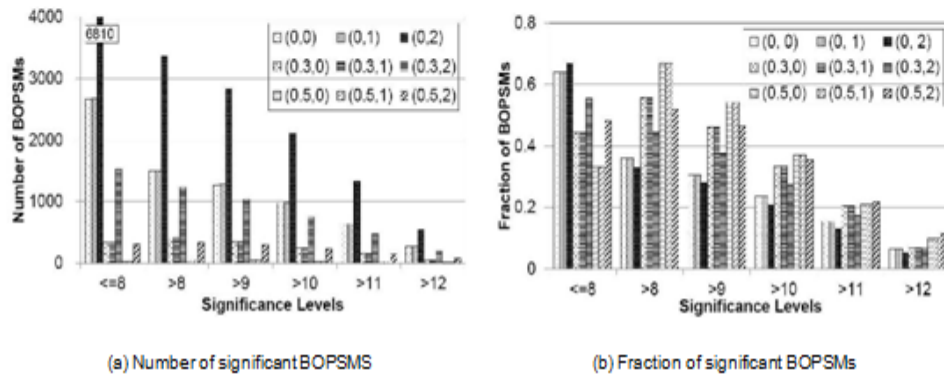 4000
3000
2000
1000
0
Number of BOPSMs
6810
(0,0) (0,1) (0,2)
(0.3,0) (0.3,1) (0.3,2)
(0.5,0) (0.5,1) (0.5,2)
<=8 >8 >9 >10 >11 >12
Significance Levels
(a) Number of significant BOPSMS
0.8
0.6
0.4
0.2
0
Fraction of BOPSMs
(0, 0) (0, 1) (0, 2)
(0.3,0) (0.3,1) (0.3,2)
(0.5,0) (0.5,1) (0.5,2)
<=8 >8 >9 >10 >11 >12
Significance Levels
(b) Fraction of significant BOPSMs